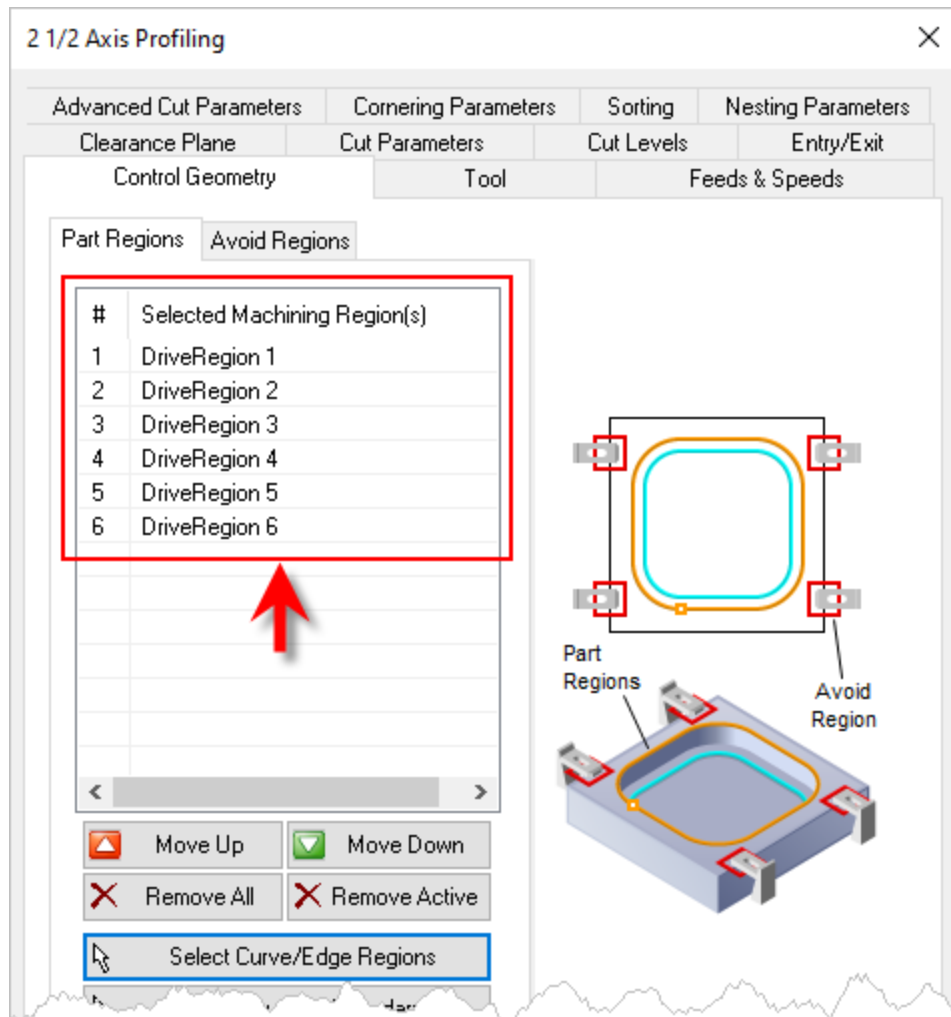 2 1/2 Axis Profiling
Advanced Cut Parameters Cornering Parameters Sorting Nesting Parameters
Clearance Plane Cut Parameters Cut Levels Entry/Exit
Control Geometry Tool Feeds & Speeds
Part Regions Avoid Regions
# Selected Machining Region(s)
1 DriveRegion 1
2 DriveRegion 2
3 DriveRegion 3
4 DriveRegion 4
5 DriveRegion 5
6 DriveRegion 6
Part
Regions
Avoid
Region
Move Up Move Down
Remove All Remove Active
Select Curve/Edge Regions